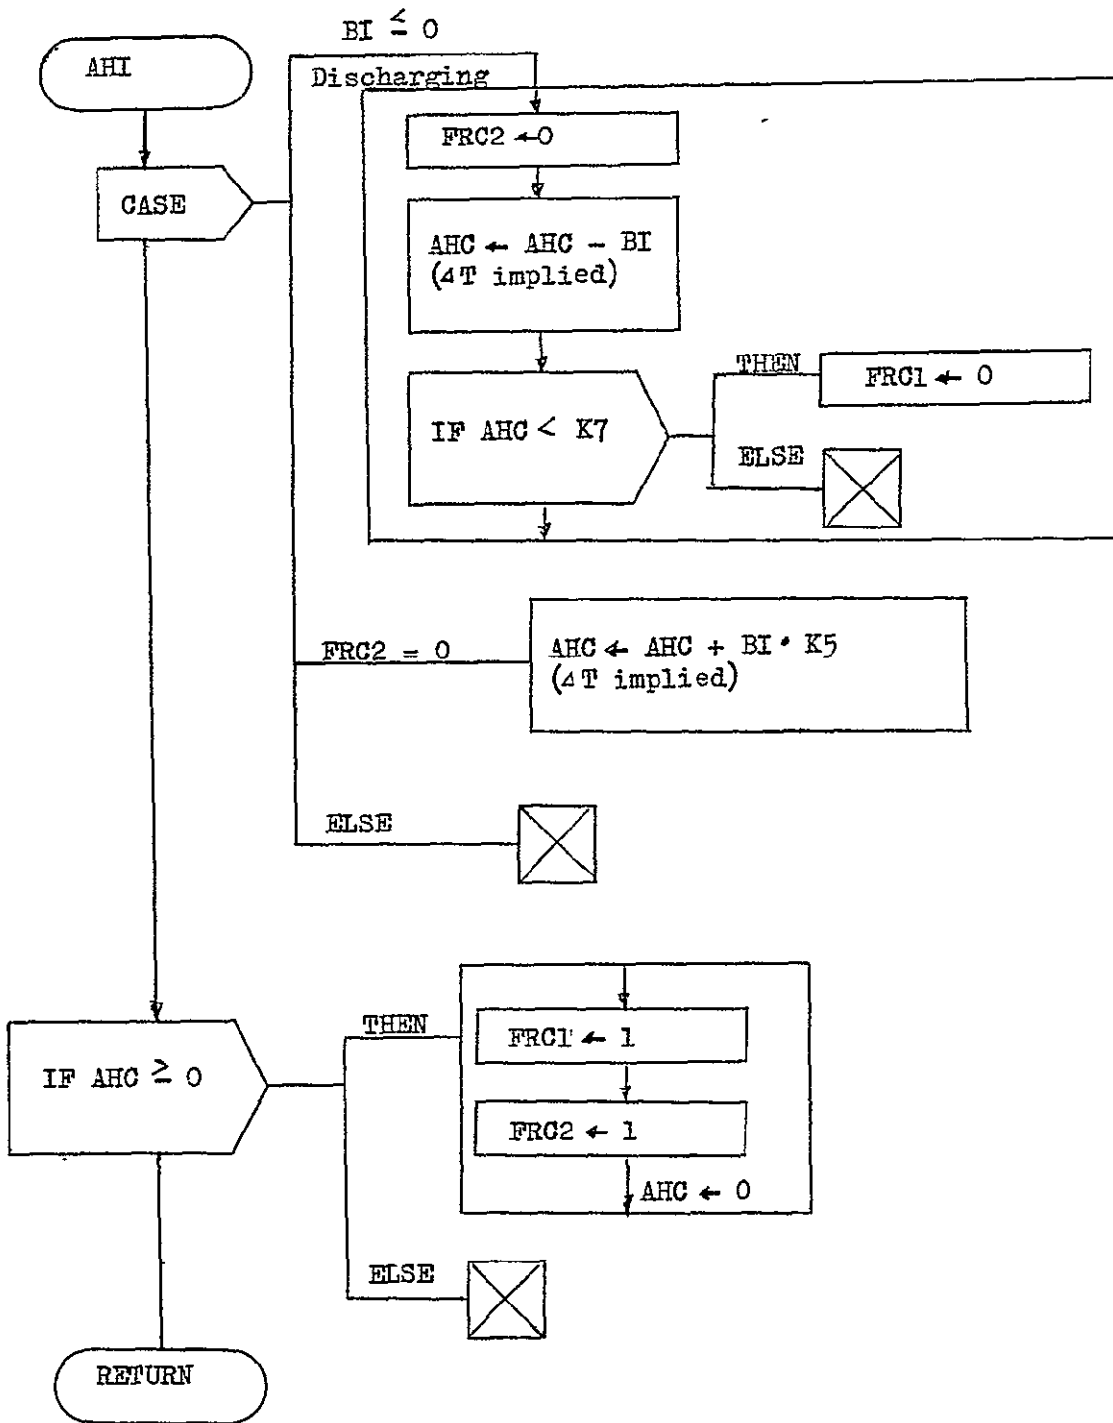 AHI
BI ≤ 0
Discharging
FRC2 ← 0
CASE
AHC ← AHC - BI
(ΔT implied)
IF AHC < K7
THEN
FRC1 ← 0
ELSE
FRC2 = 0
AHC ← AHC + BI · K5
(ΔT implied)
ELSE
IF AHC ≥ 0
THEN
FRC1 ← 1
FRC2 ← 1
AHC ← 0
ELSE
RETURN